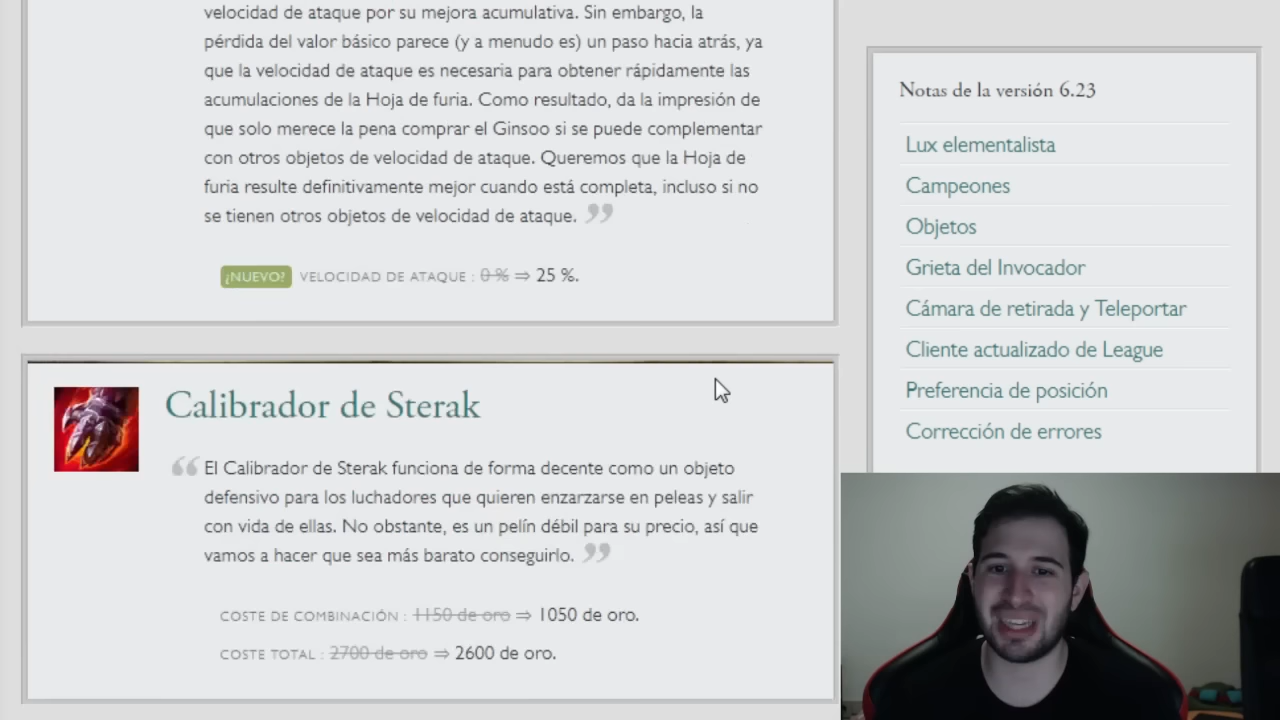 velocidad de ataque por su mejora acumulativa. Sin embargo, la
pérdida del valor básico parece (y a menudo es) un paso hacia atrás, ya
que la velocidad de ataque es necesaria para obtener rápidamente las
acumulaciones de la Hoja de furia. Como resultado, da la impresión de
que solo merece la pena comprar el Ginsoo si se puede complementar
con otros objetos de velocidad de ataque. Queremos que la Hoja de
furia resulte definitivamente mejor cuando está completa, incluso si no
se tienen otros objetos de velocidad de ataque. ”
¿NUEVO? VELOCIDAD DE ATAQUE : 0 % ⇒ 25 %.
Calibrador de Sterak
“ El Calibrador de Sterak funciona de forma decente como un objeto
defensivo para los luchadores que quieren enzarzarse en peleas y salir
con vida de ellas. No obstante, es un pelín débil para su precio, así que
vamos a hacer que sea más barato conseguirlo. ”
COSTE DE COMBINACIÓN : 1150 de oro ⇒ 1050 de oro.
COSTE TOTAL : 2700 de oro ⇒ 2600 de oro.
Notas de la versión 6.23
Lux elementalista
Campeones
Objetos
Grieta del Invocador
Cámara de retirada y Teleportar
Cliente actualizado de League
Preferencia de posición
Corrección de errores